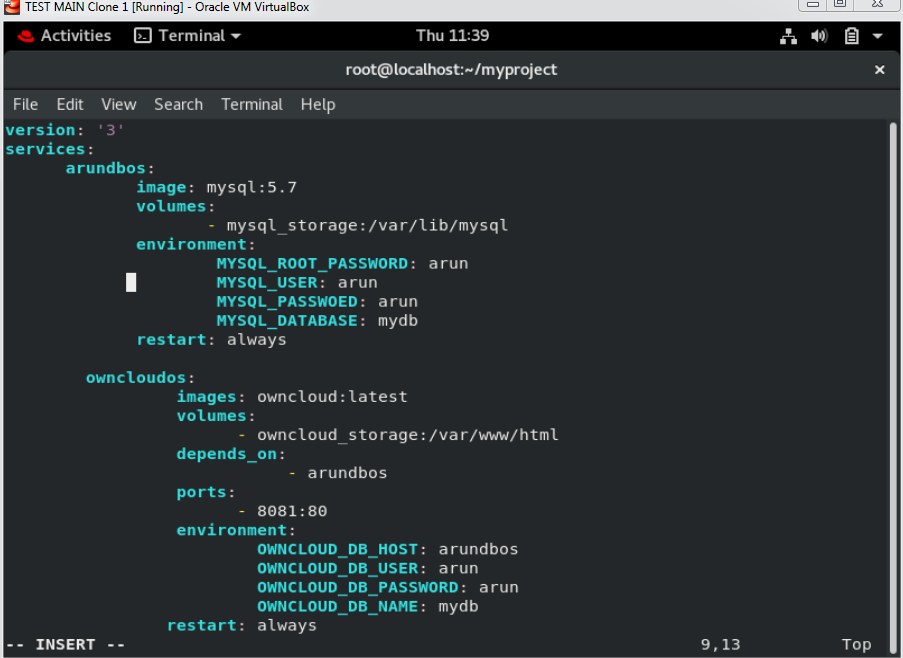 TEST MAIN Clone 1 [Running] - Oracle VM VirtualBox
Activities Terminal Thu 11:39
root@localhost:~/myproject
File Edit View Search Terminal Help
version: '3'
services:
      arundbos:
             image: mysql:5.7
             volumes:
                    - mysql_storage:/var/lib/mysql
             environment:
                     MYSQL_ROOT_PASSWORD: arun
                     MYSQL_USER: arun
                     MYSQL_PASSWOED: arun
                     MYSQL_DATABASE: mydb
             restart: always
        owncloudos:
                 images: owncloud:latest
                 volumes:
                       - owncloud_storage:/var/www/html
                 depends_on:
                            - arundbos
                 ports:
                       - 8081:80
                 environment:
                         OWNCLOUD_DB_HOST: arundbos
                         OWNCLOUD_DB_USER: arun
                         OWNCLOUD_DB_PASSWORD: arun
                         OWNCLOUD_DB_NAME: mydb
                restart: always
-- INSERT -- 9,13 Top